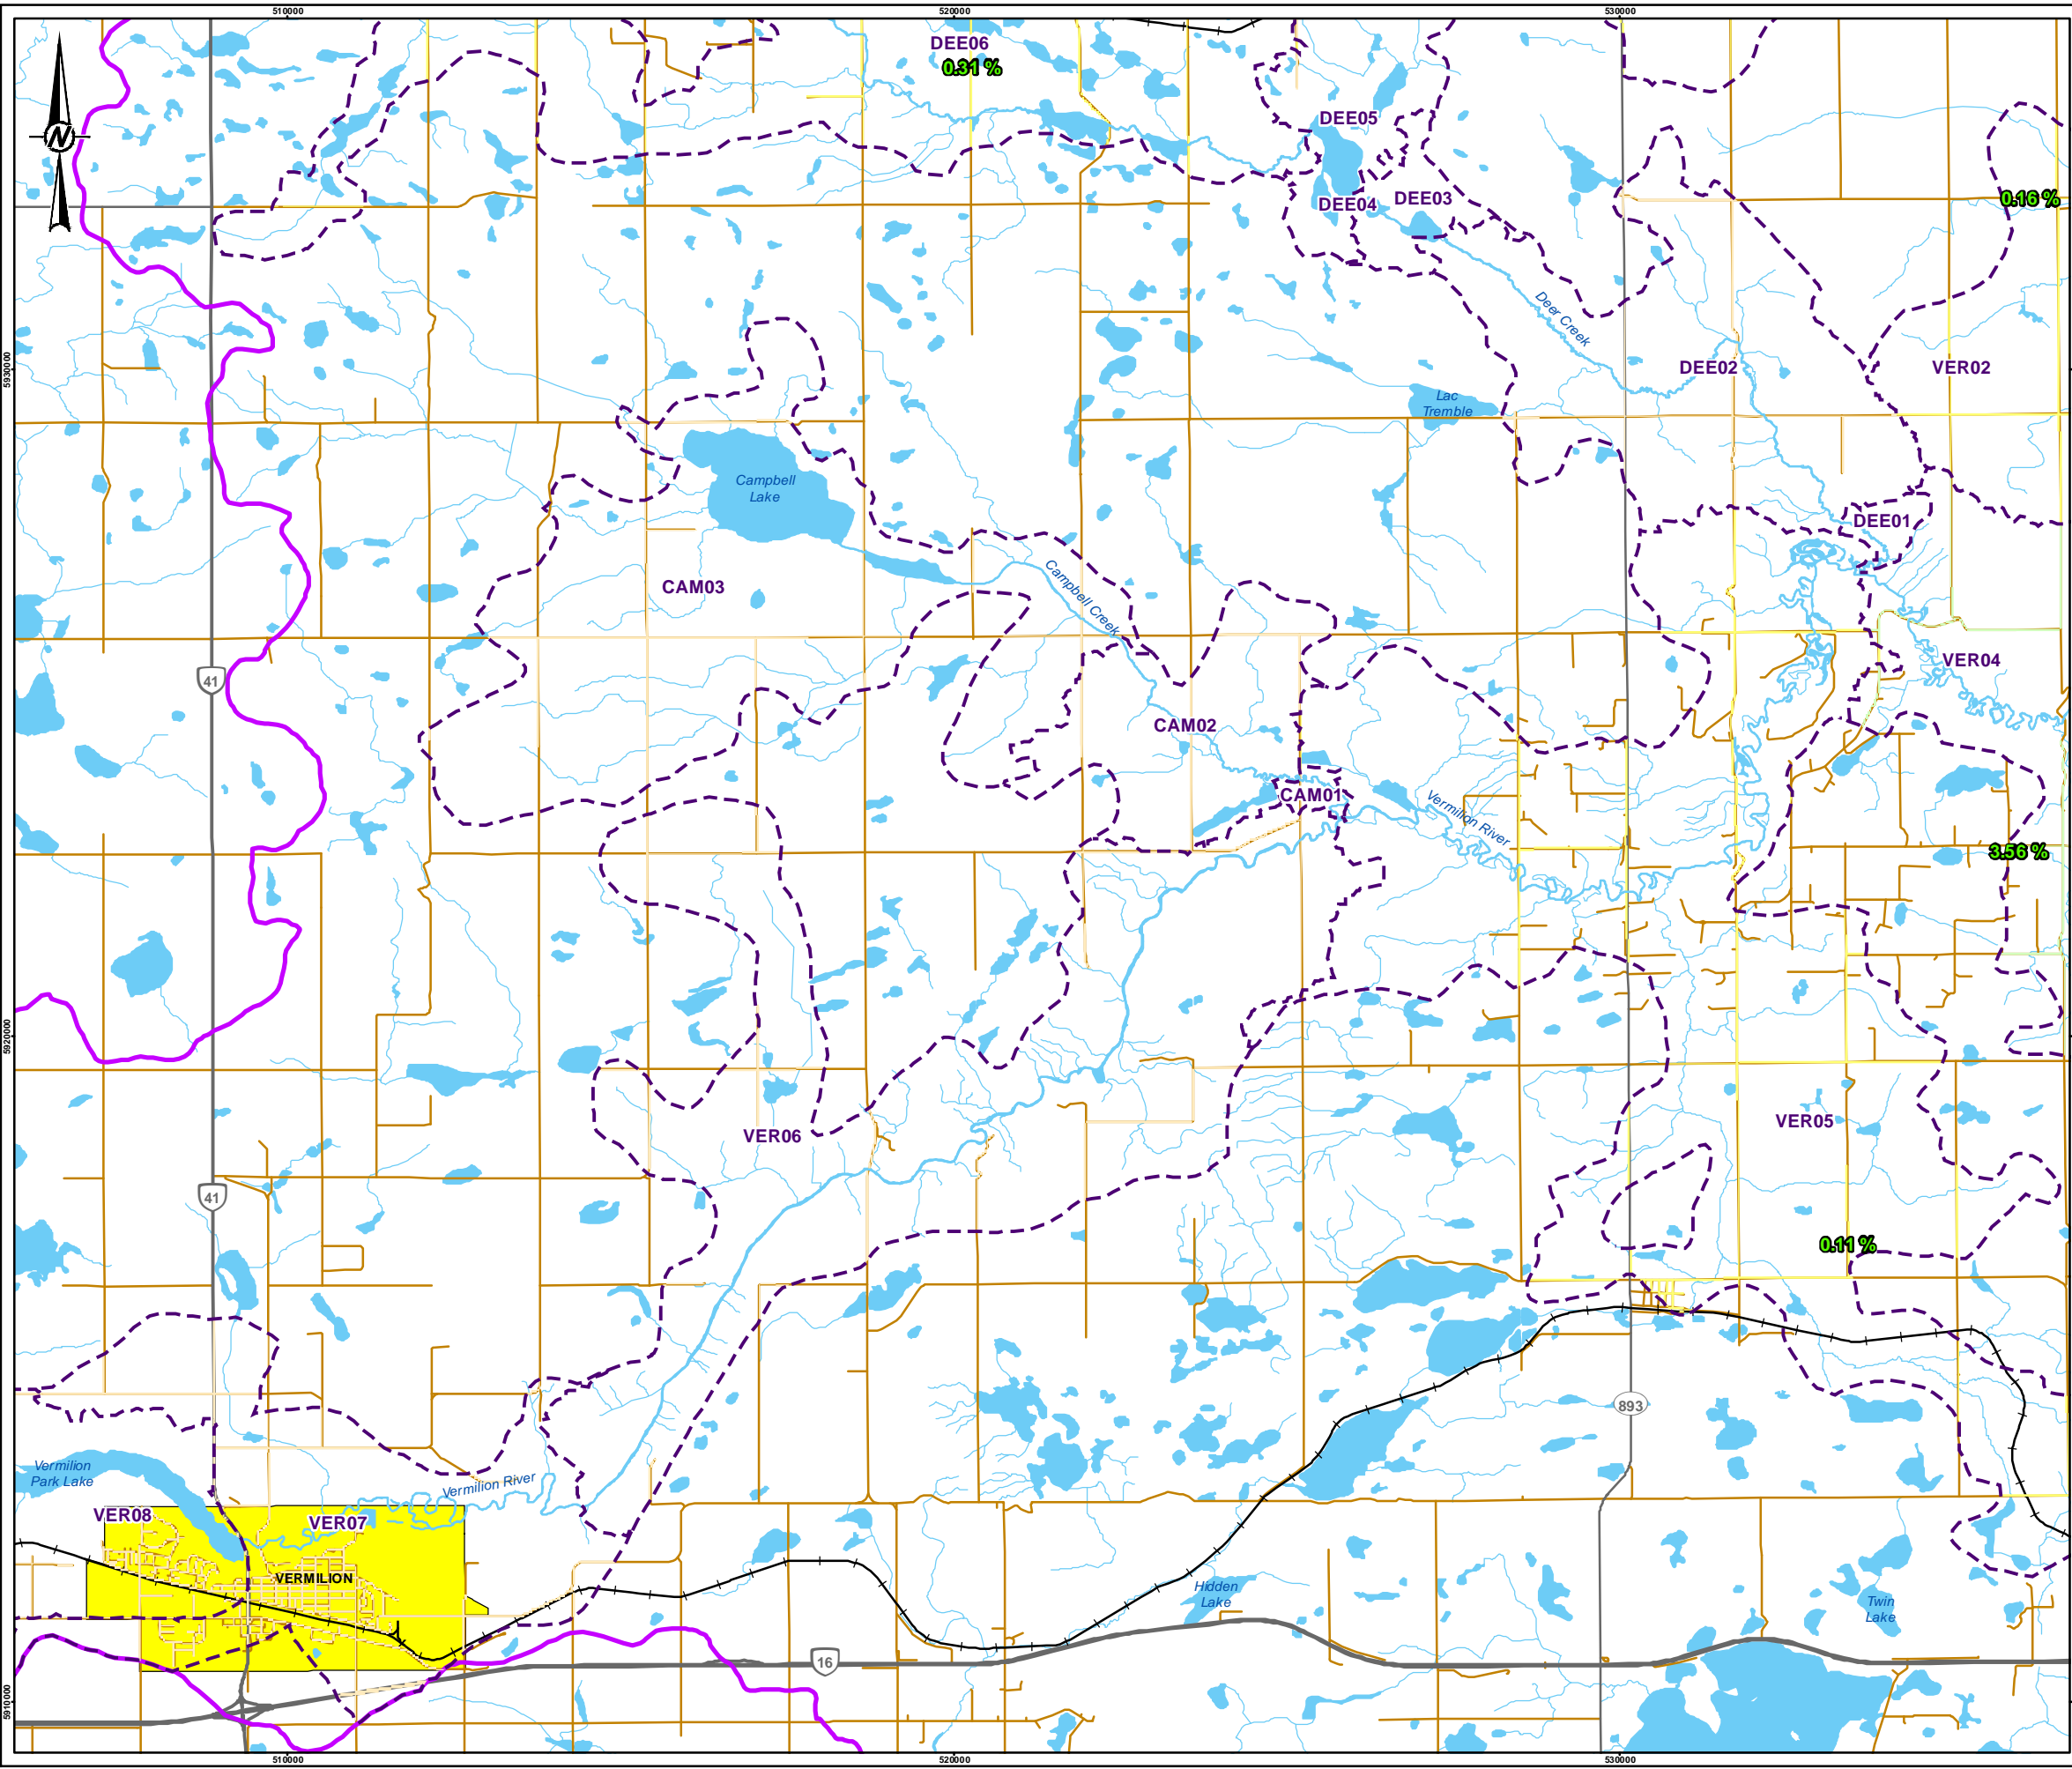 510000
520000
530000
DEE06
0.31 %
N
DEE05
DEE04
DEE03
0.16 %
Deer Creek
5930000
DEE02
VER02
Lac
Tremble
Campbell
Lake
DEE01
Campbell Creek
CAM03
41
VER04
CAM02
CAM01
Vermilion River
3.56 %
5920000
VER06
VER05
41
0.11 %
893
Vermilion
Park Lake
Vermilion River
VER08
VER07
VERMILION
Hidden
Lake
Twin
Lake
16
5910000
510000
520000
530000